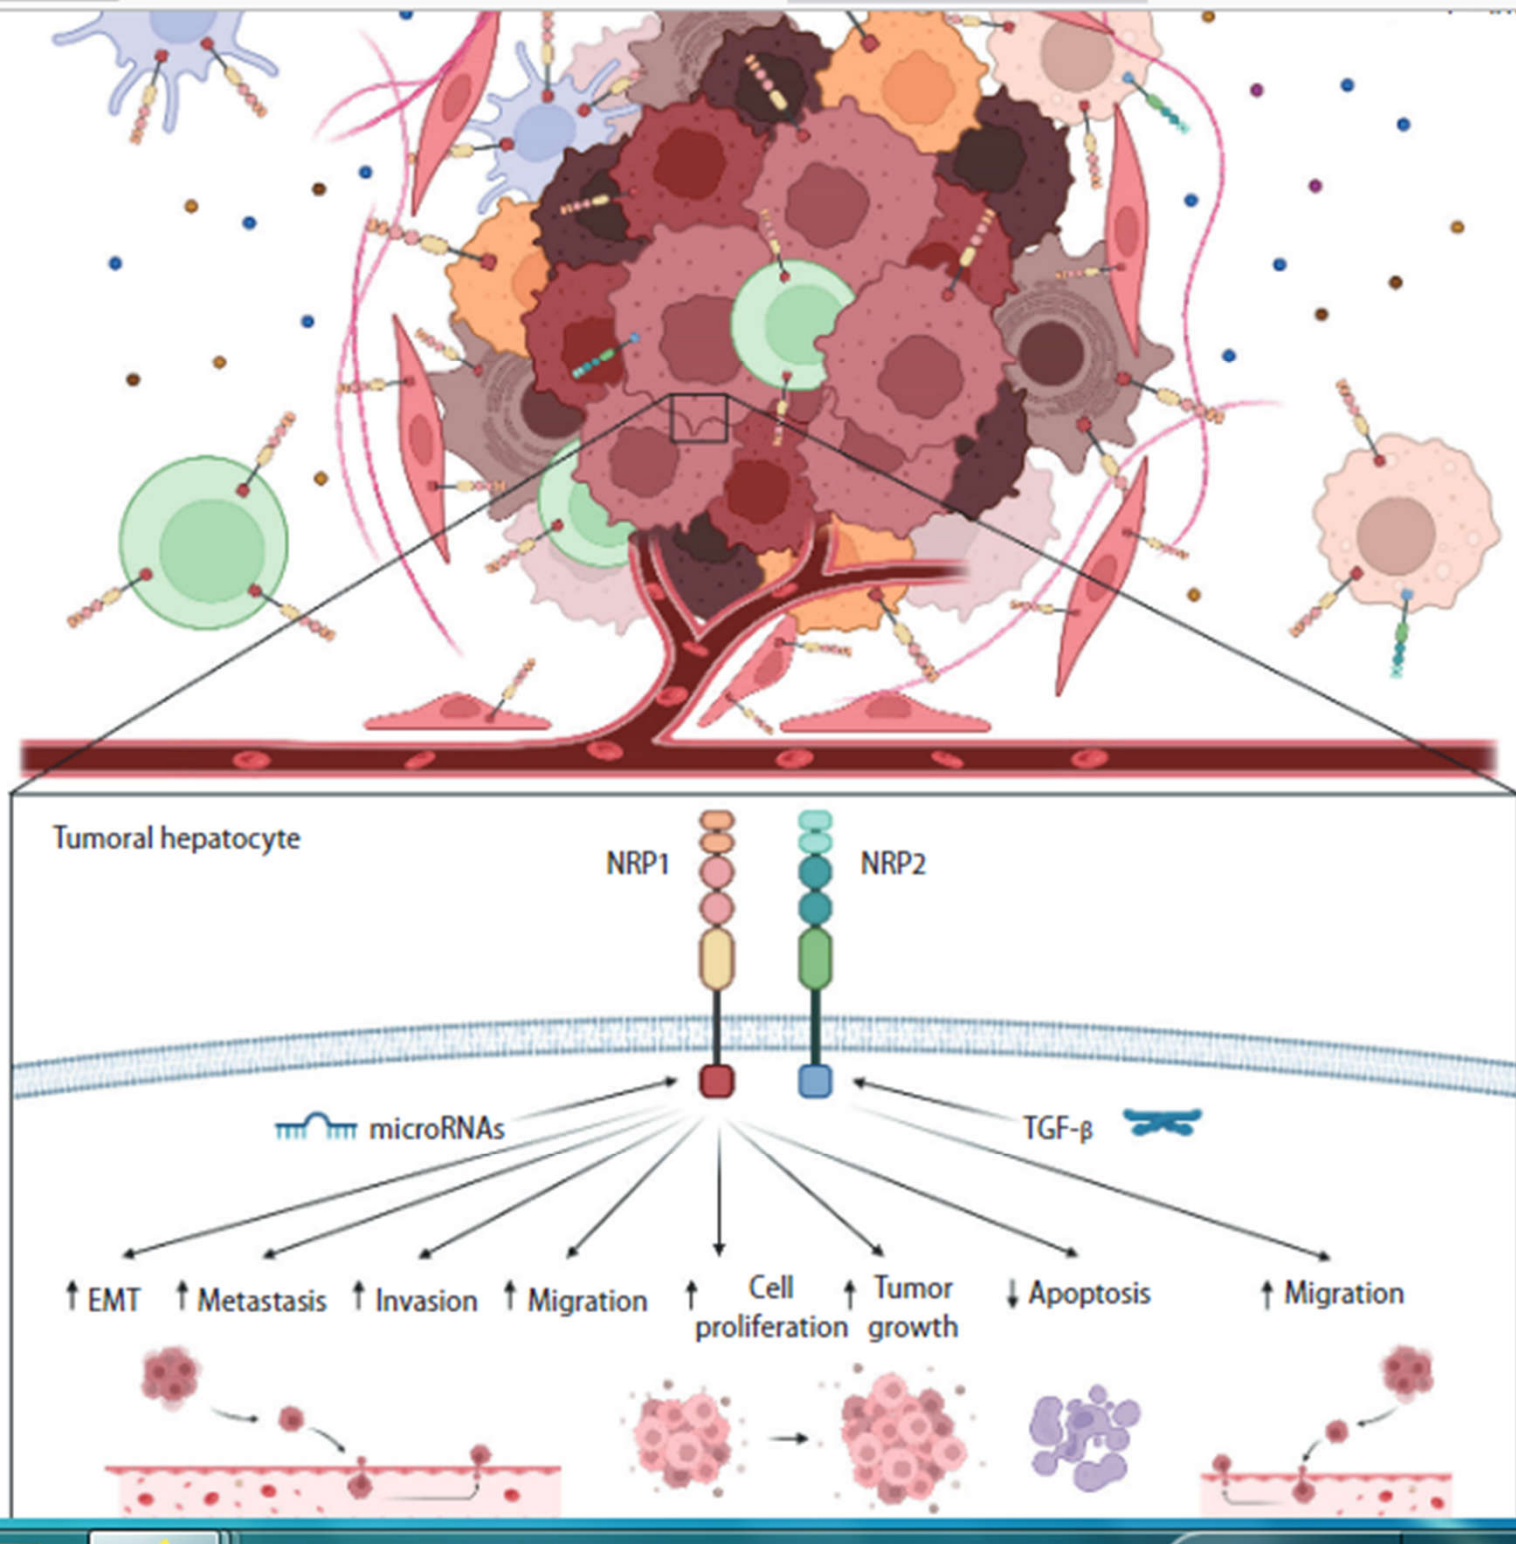 Tumoral hepatocyte
NRP1
NRP2
microRNAs
TGF-β
↑ EMT
↑ Metastasis
↑ Invasion
↑ Migration
↑ Cell
proliferation
↑ Tumor
growth
↓ Apoptosis
↑ Migration